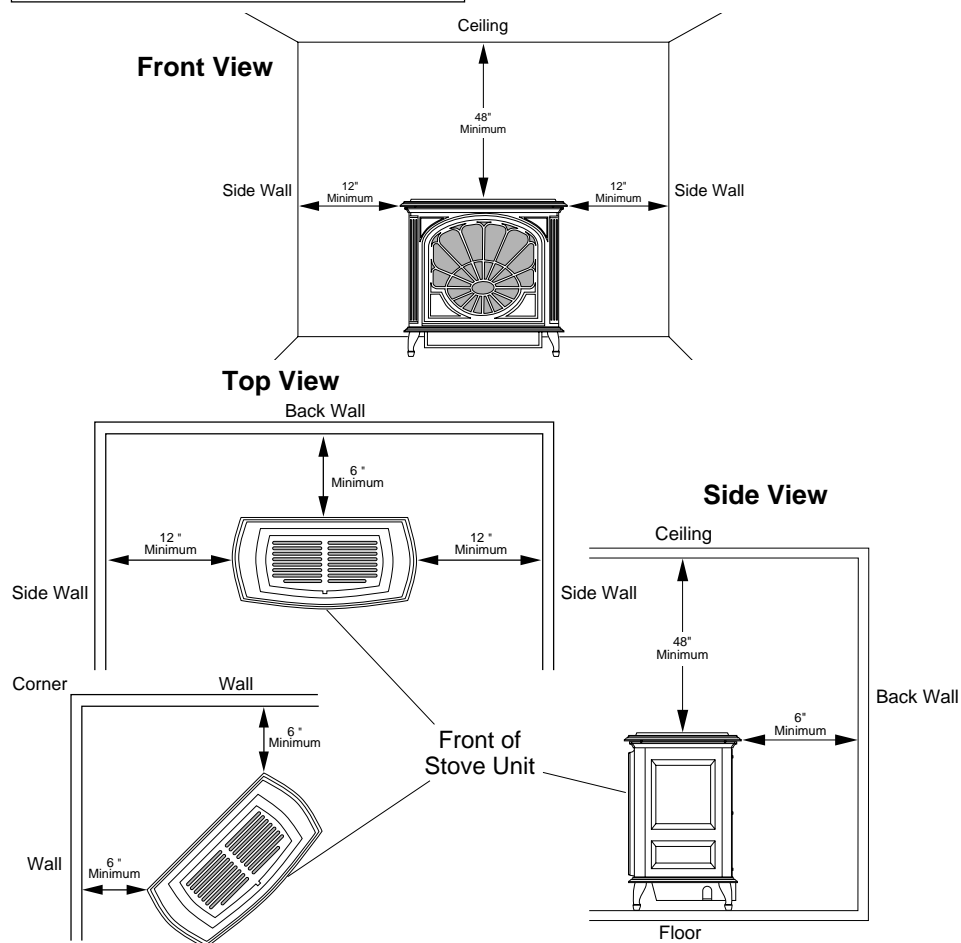 Ceiling
Front View
48"
Minimum
Side Wall
12"
Minimum
12"
Minimum
Side Wall
Top View
Back Wall
6 "
Minimum
12 "
Minimum
12 "
Minimum
Side Wall
Side Wall
Side View
Ceiling
48"
Minimum
6"
Minimum
Back Wall
Floor
Corner
Wall
6 "
Minimum
Wall
6 "
Minimum
Front of
Stove Unit